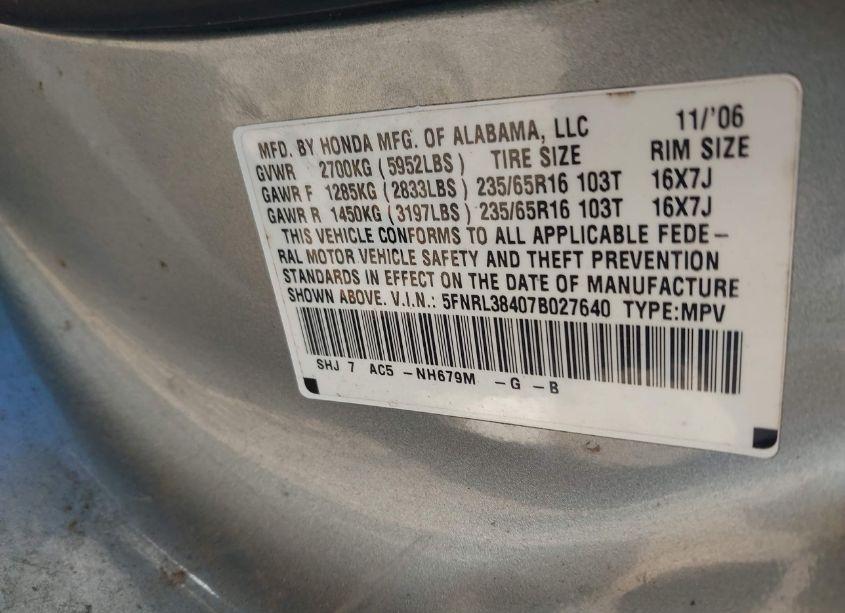 MFD. BY HONDA MFG. OF ALABAMA, LLC 11/'06
GVWR 2700KG (5952LBS) TIRE SIZE RIM SIZE
GAWR F 1285KG (2833LBS) 235/65R16 103T 16X7J
GAWR R 1450KG (3197LBS) 235/65R16 103T 16X7J
THIS VEHICLE CONFORMS TO ALL APPLICABLE FEDE-
RAL MOTOR VEHICLE SAFETY AND THEFT PREVENTION
STANDARDS IN EFFECT ON THE DATE OF MANUFACTURE
SHOWN ABOVE. V.I.N.: 5FNRL38407B027640 TYPE:MPV
SHJ 7 AC5 -NH679M -G -B